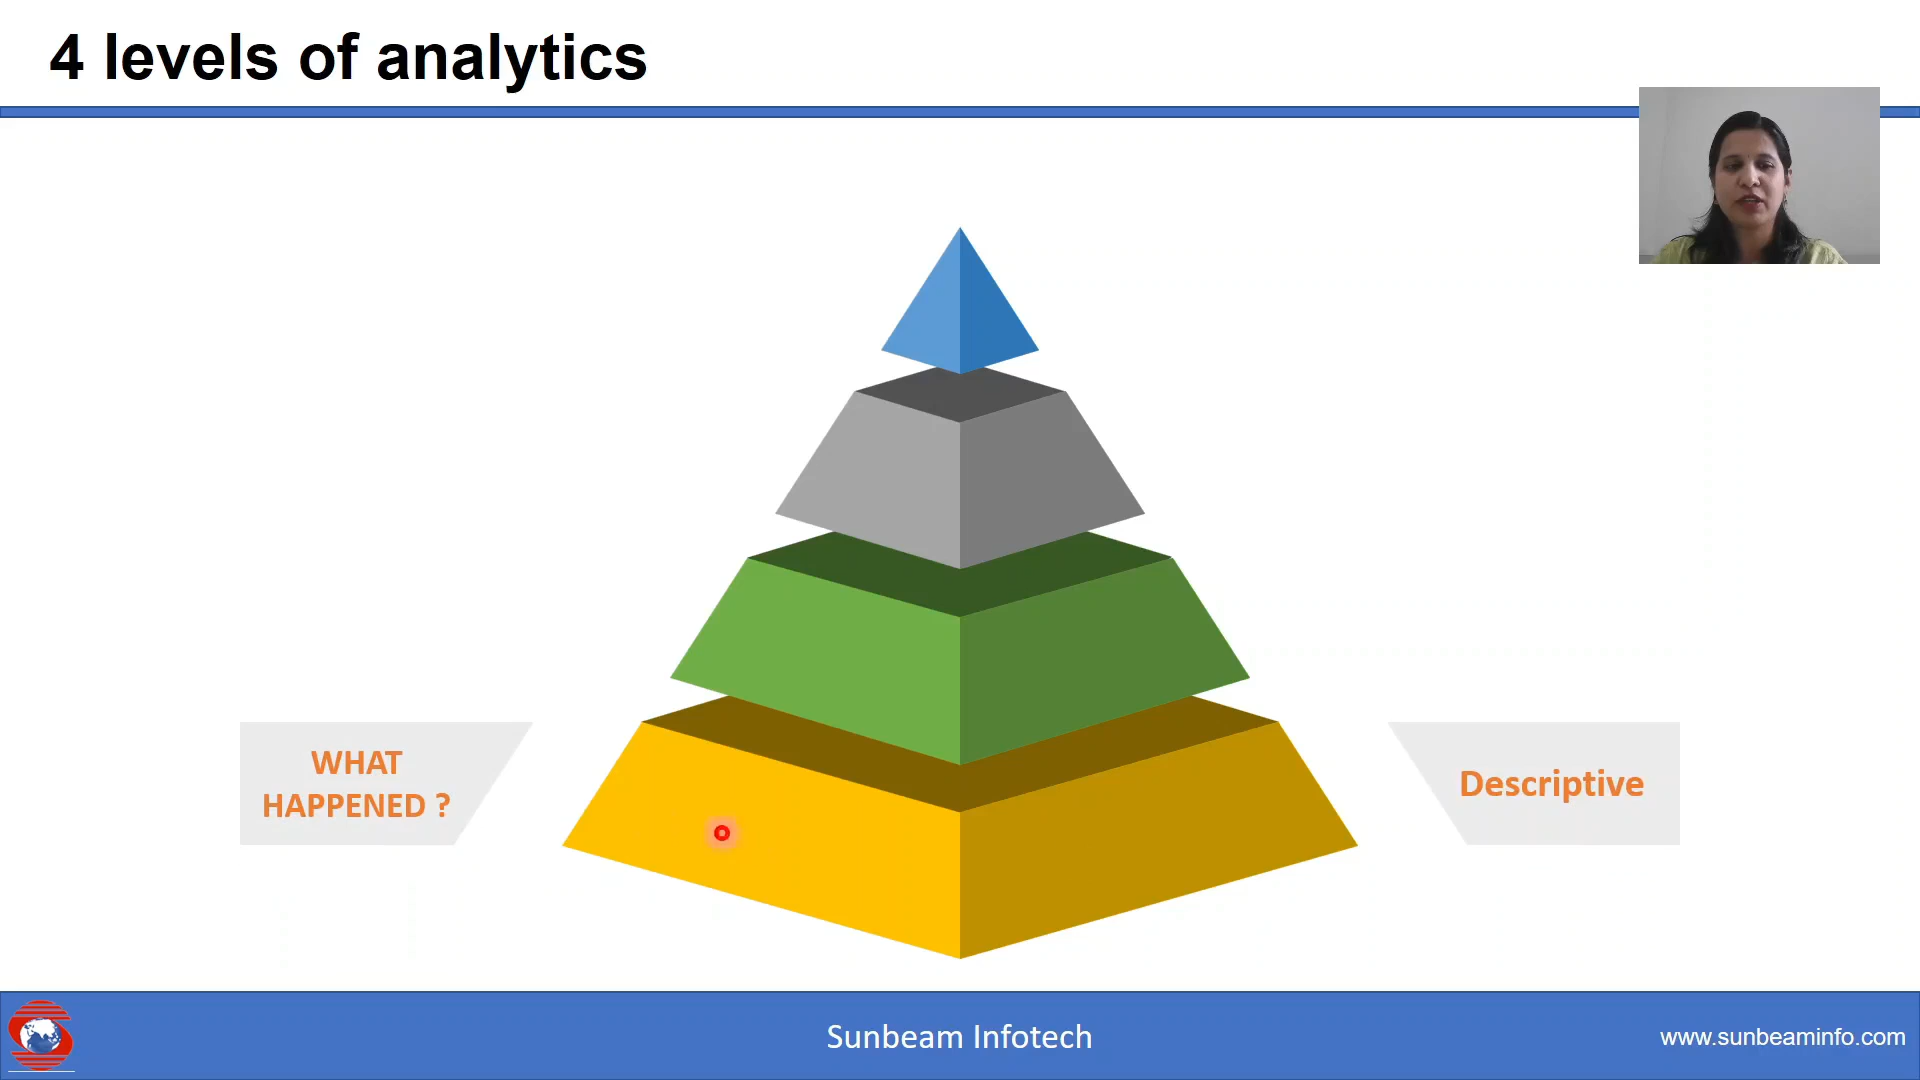 4 levels of analytics
WHAT
HAPPENED ?
Descriptive
Sunbeam Infotech
www.sunbeaminfo.com